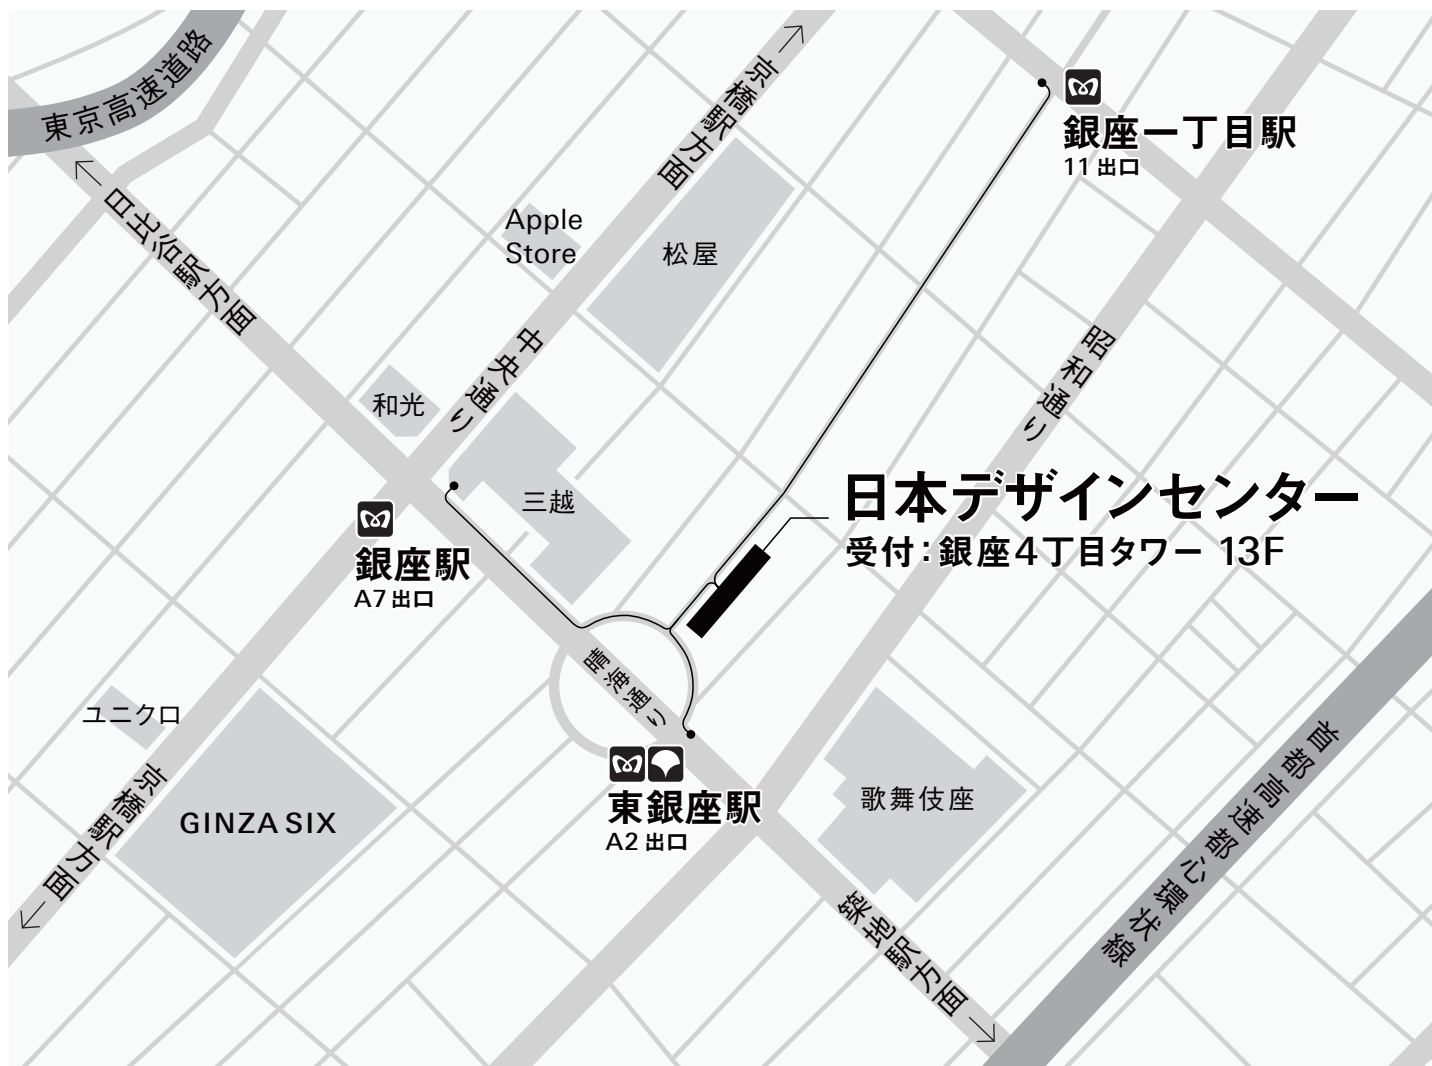 東京高速道路
京橋駅方面
銀座一丁目駅
11 出口
日比谷駅方面
Apple
Store
松屋
中央通り
昭和通り
和光
三越
日本デザインセンター
受付：銀座4丁目タワー 13F
銀座駅
A7 出口
晴海通り
ユニクロ
京橋駅方面
GINZA SIX
東銀座駅
A2 出口
歌舞伎座
首都高速都心環状線
築地駅方面